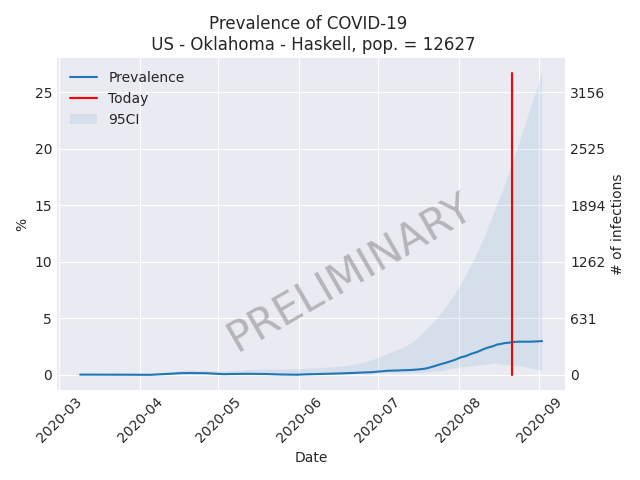 Prevalence of COVID-19
US - Oklahoma - Haskell, pop. = 12627
Prevalence
Today
95CI
25
20
15
10
5
0
%
3156
2525
1894
1262
631
0
# of infections
PRELIMINARY
2020-03
2020-04
2020-05
2020-06
2020-07
2020-08
2020-09
Date